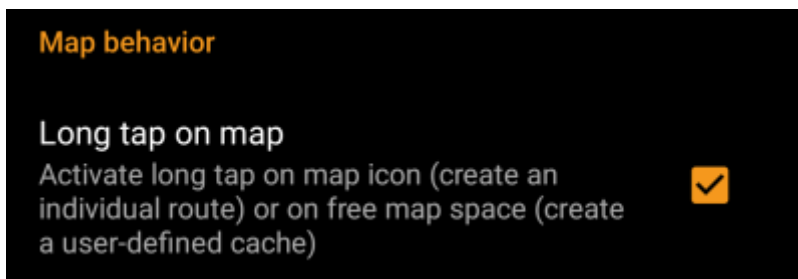 Map behavior
Long tap on map
Activate long tap on map icon (create an
individual route) or on free map space (create
a user-defined cache)